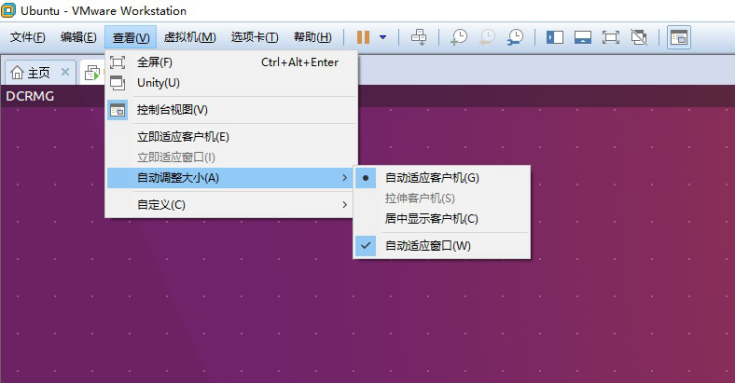 Ubuntu - VMware Workstation
文件(F) 编辑(E) 查看(V) 虚拟机(M) 选项卡(T) 帮助(H)
主页
DCRMG
全屏(F) Ctrl+Alt+Enter
Unity(U)
控制台视图(V)
立即适应客户机(E)
立即适应窗口(I)
自动调整大小(A)
自定义(C)
自动适应客户机(G)
拉伸客户机(S)
居中显示客户机(C)
自动适应窗口(W)